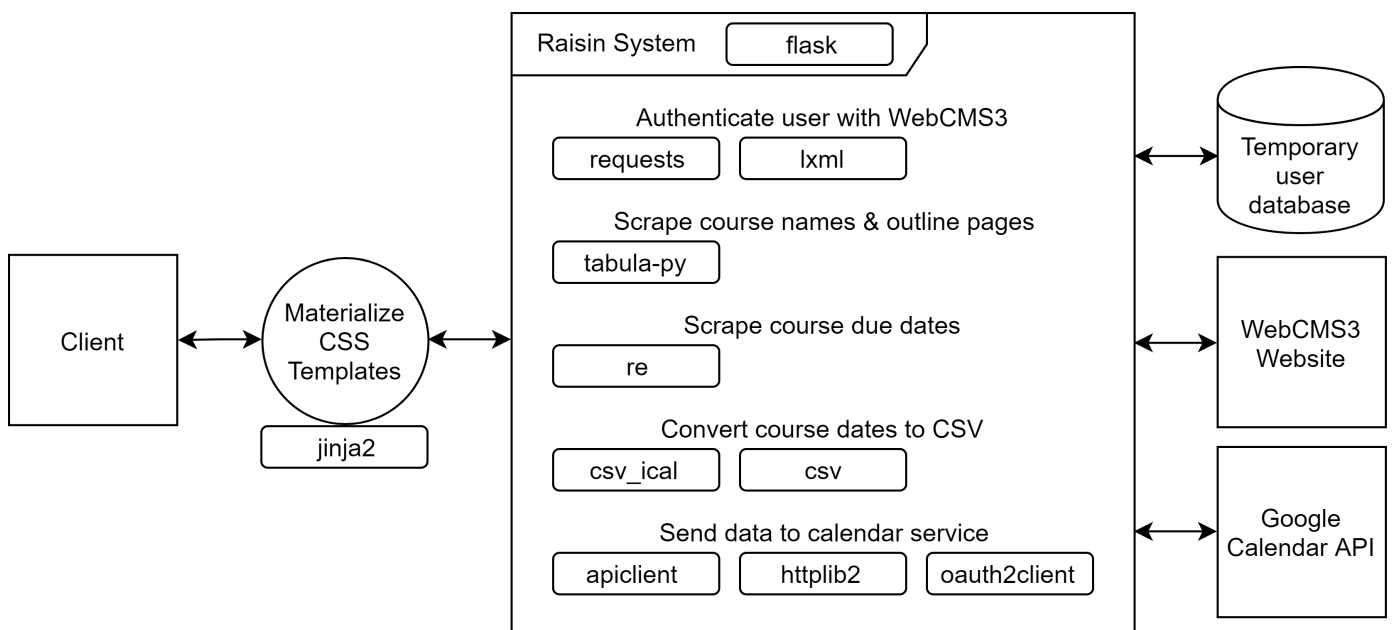 Raisin System
flask
Authenticate user with WebCMS3
requests
lxml
Scrape course names & outline pages
tabula-py
Scrape course due dates
re
Convert course dates to CSV
csv_ical
csv
Send data to calendar service
apiclient
httplib2
oauth2client
Client
Materialize
CSS
Templates
jinja2
Temporary
user
database
WebCMS3
Website
Google
Calendar API